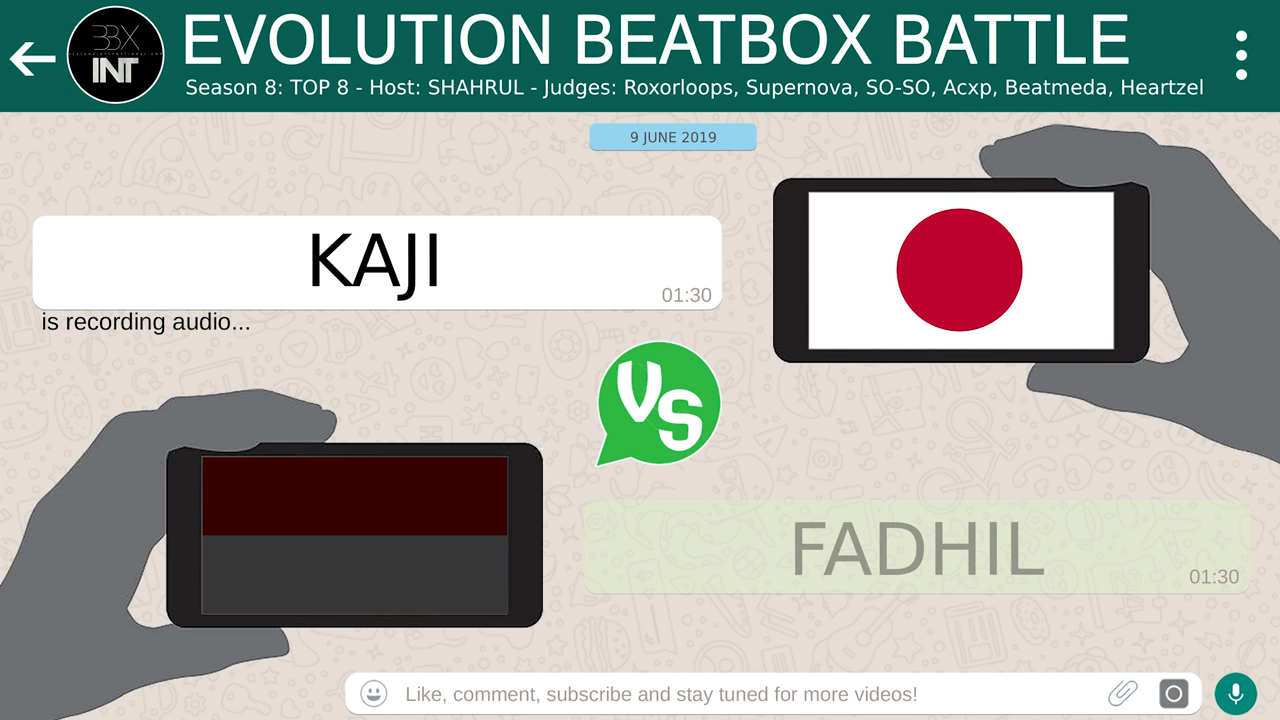 BBX
INT
EVOLUTION BEATBOX BATTLE
Season 8: TOP 8 - Host: SHAHRUL - Judges: Roxorloops, Supernova, SO-SO, Acxp, Beatmeda, Heartzel
9 JUNE 2019
KAJI
01:30
is recording audio...
VS
FADHIL
01:30
Like, comment, subscribe and stay tuned for more videos!